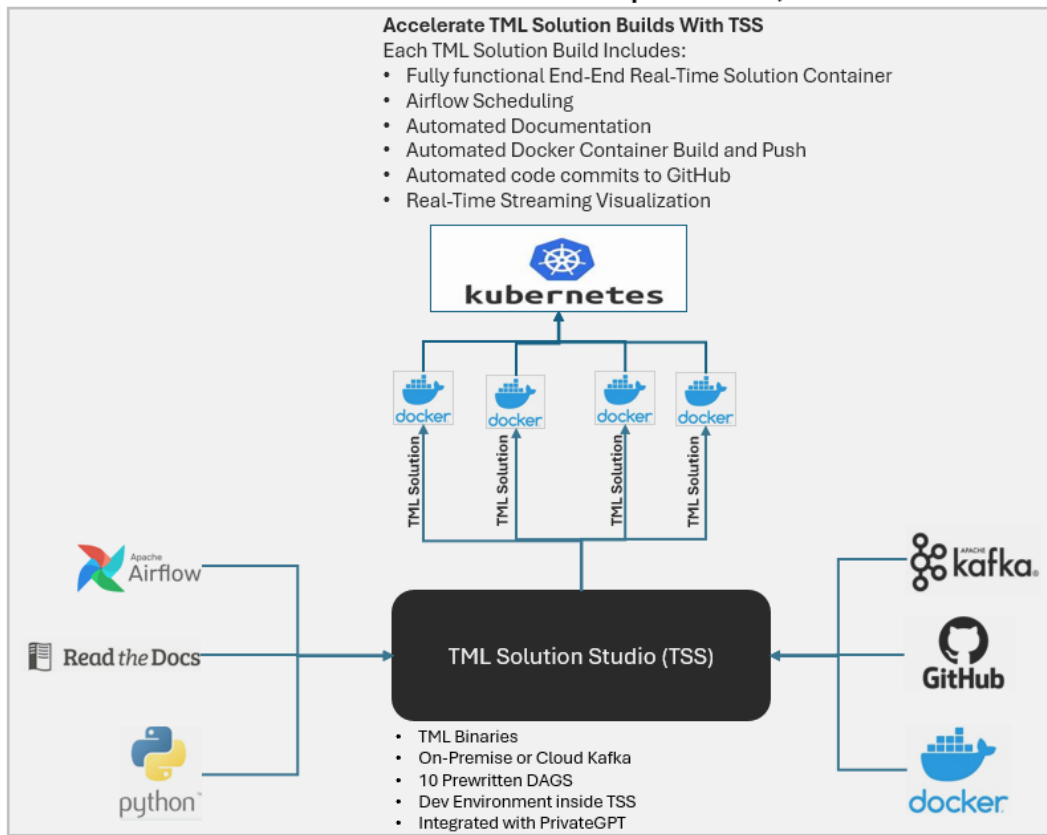 Accelerate TML Solution Builds With TSS
Each TML Solution Build Includes:
• Fully functional End-End Real-Time Solution Container
• Airflow Scheduling
• Automated Documentation
• Automated Docker Container Build and Push
• Automated code commits to GitHub
• Real-Time Streaming Visualization
kubernetes
docker
docker
docker
docker
TML Solution
TML Solution
TML Solution
TML Solution
Apache
Airflow
APACHE
kafka®
Read the Docs
TML Solution Studio (TSS)
GitHub
python™
docker
• TML Binaries
• On-Premise or Cloud Kafka
• 10 Prewritten DAGS
• Dev Environment inside TSS
• Integrated with PrivateGPT